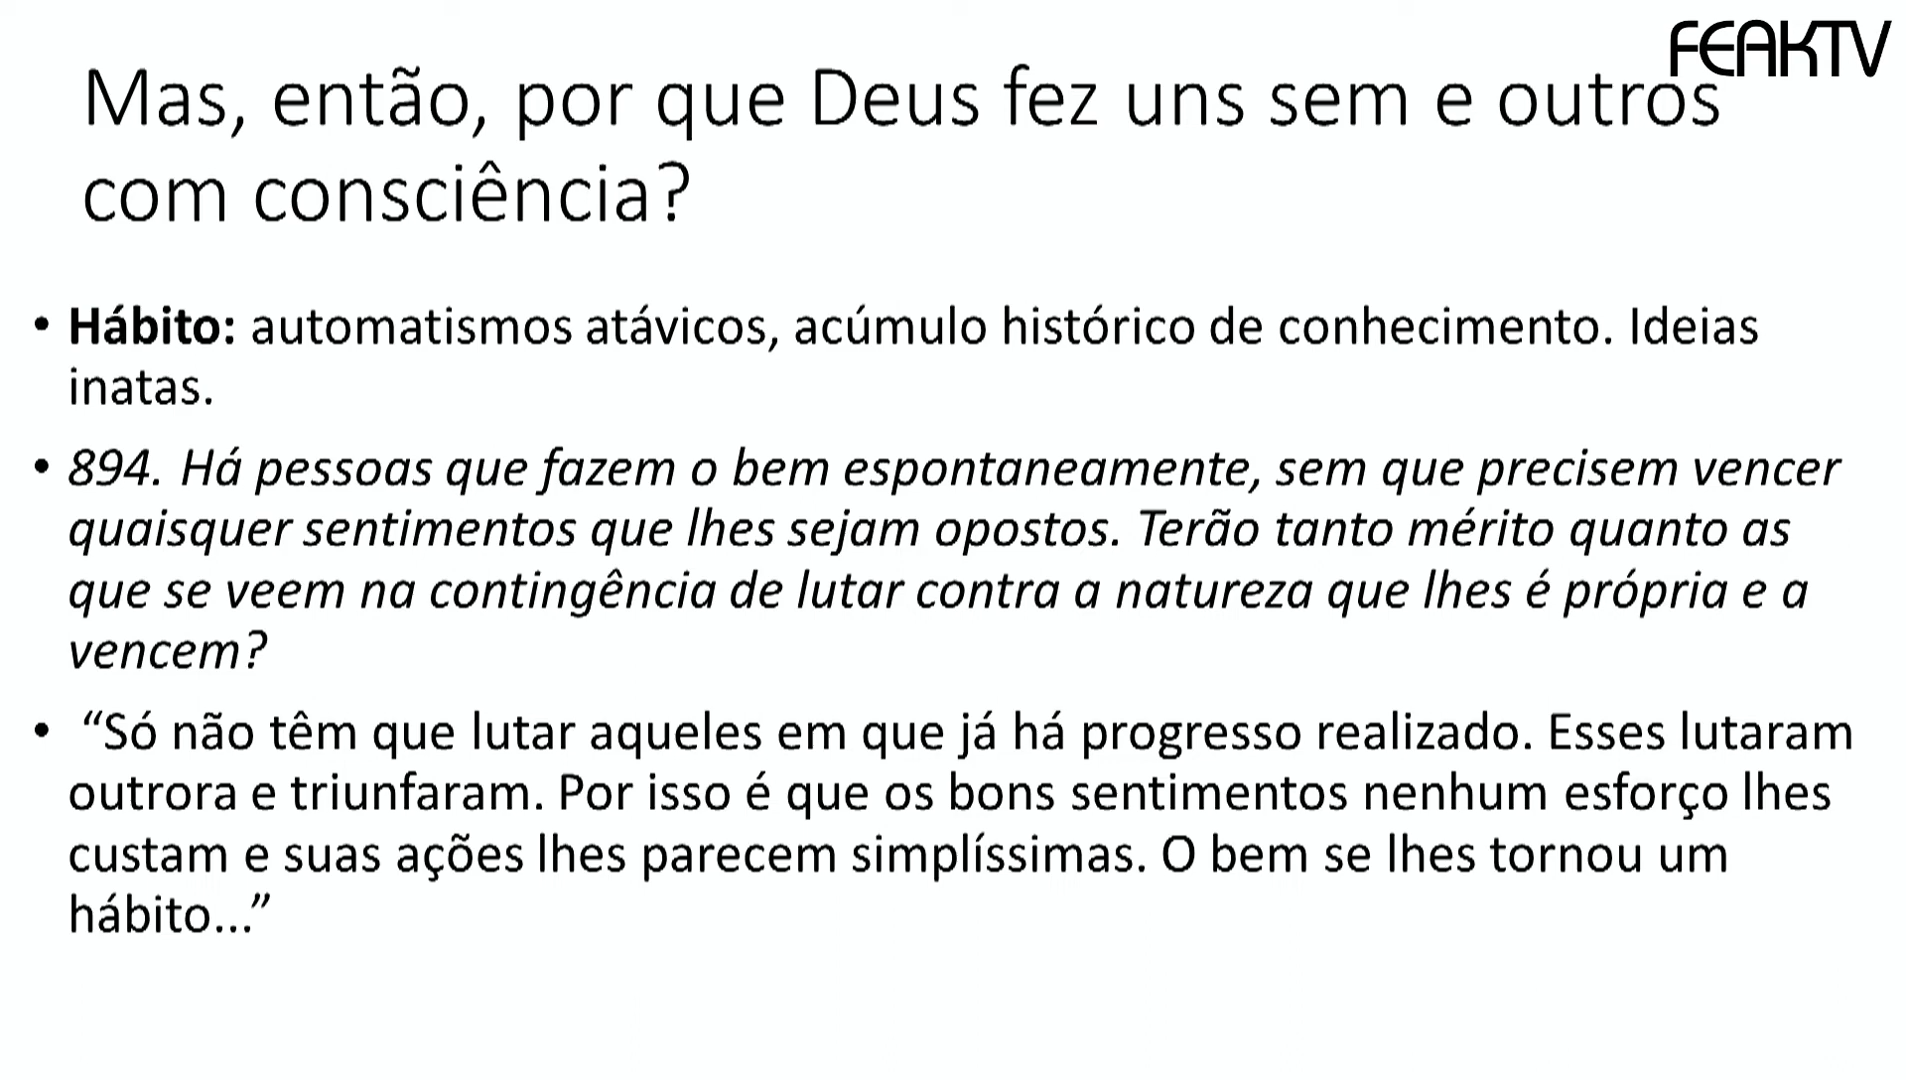 FEAKTV
Mas, então, por que Deus fez uns sem e outros
com consciência?
• Hábito: automatismos atávicos, acúmulo histórico de conhecimento. Ideias
inatas.
• 894. Há pessoas que fazem o bem espontaneamente, sem que precisem vencer
quaisquer sentimentos que lhes sejam opostos. Terão tanto mérito quanto as
que se veem na contingência de lutar contra a natureza que lhes é própria e a
vencem?
• “Só não têm que lutar aqueles em que já há progresso realizado. Esses lutaram
outrora e triunfaram. Por isso é que os bons sentimentos nenhum esforço lhes
custam e suas ações lhes parecem simplíssimas. O bem se lhes tornou um
hábito...”